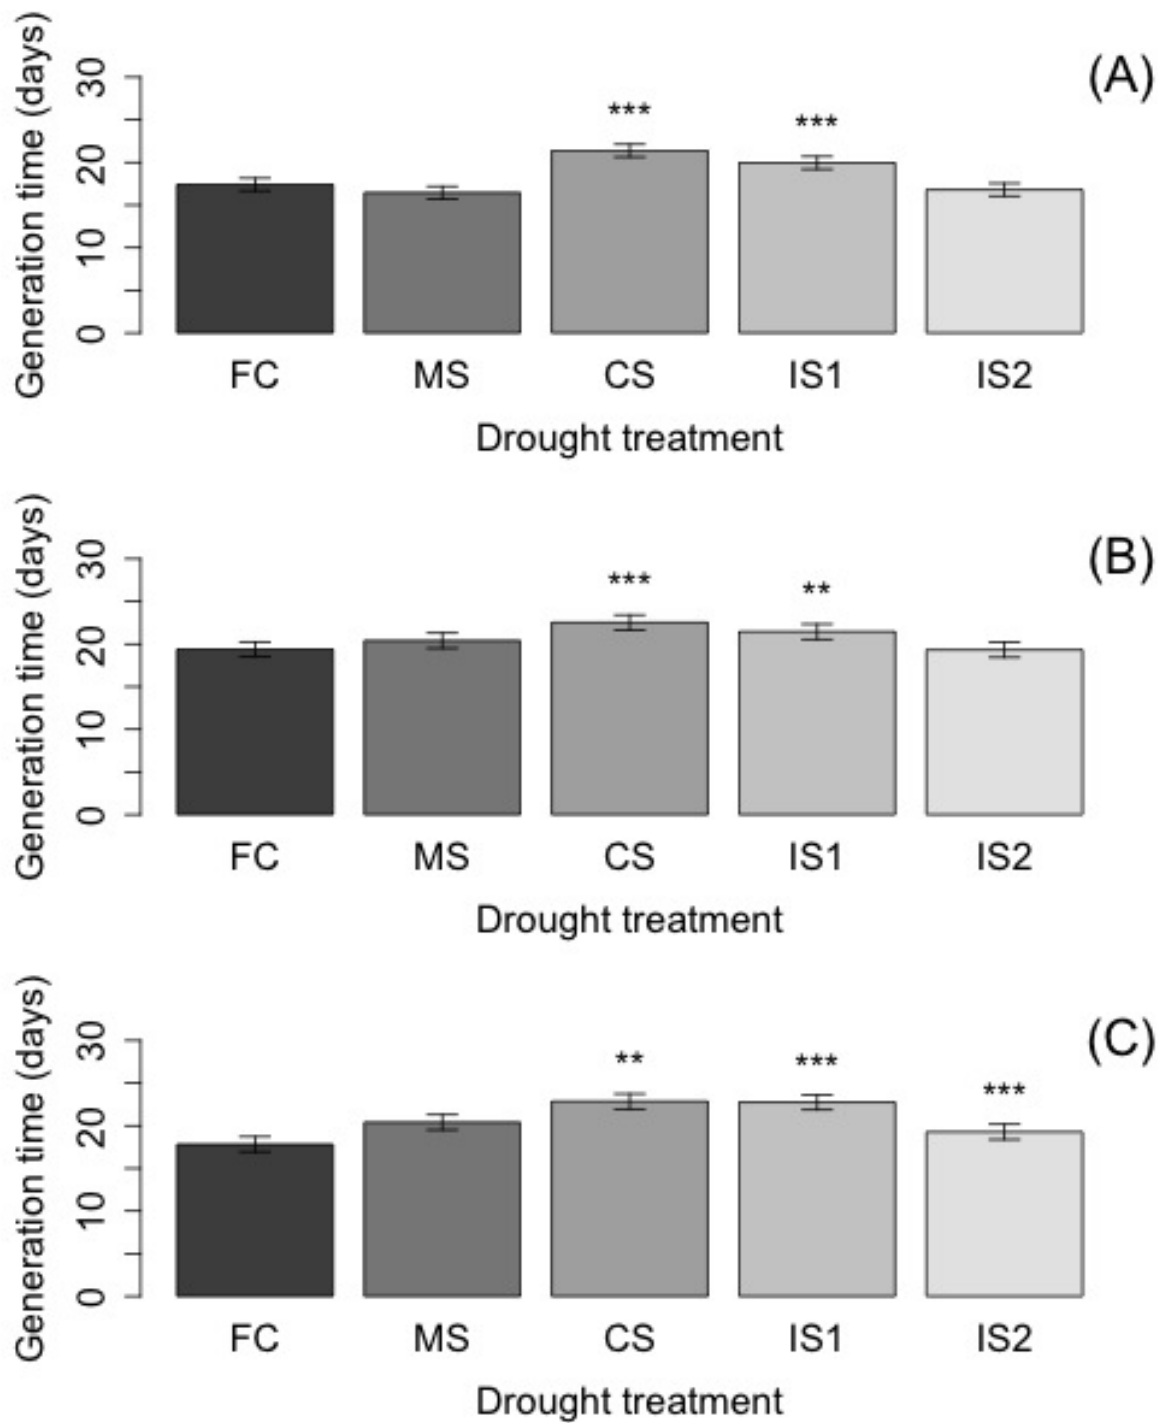 (A)
Generation time (days)
30
20
10
0
*** ***
FC MS CS IS1 IS2
Drought treatment
(B)
Generation time (days)
30
20
10
0
*** **
FC MS CS IS1 IS2
Drought treatment
(C)
Generation time (days)
30
20
10
0
** *** ***
FC MS CS IS1 IS2
Drought treatment